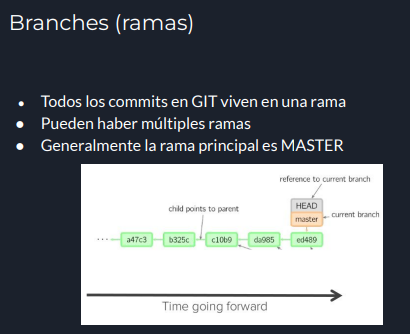 Branches (ramas)
Todos los commits en GIT viven en una rama
Pueden haber múltiples ramas
Generalmente la rama principal es MASTER
reference to current branch
HEAD
child points to parent
master
current branch
... a47c3 b325c c10b9 da985 ed489
Time going forward